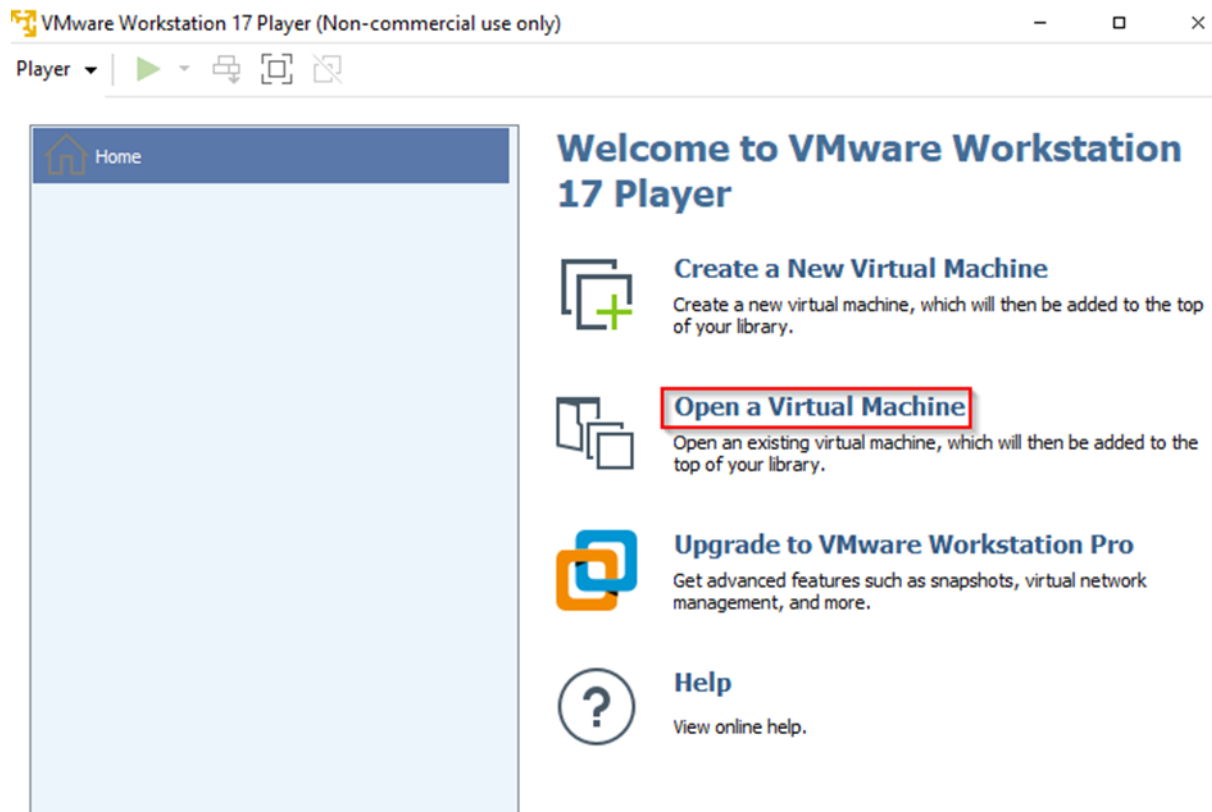 VMware Workstation 17 Player (Non-commercial use only)
Player
Home
Welcome to VMware Workstation
17 Player
Create a New Virtual Machine
Create a new virtual machine, which will then be added to the top
of your library.
Open a Virtual Machine
Open an existing virtual machine, which will then be added to the
top of your library.
Upgrade to VMware Workstation Pro
Get advanced features such as snapshots, virtual network
management, and more.
?
Help
View online help.